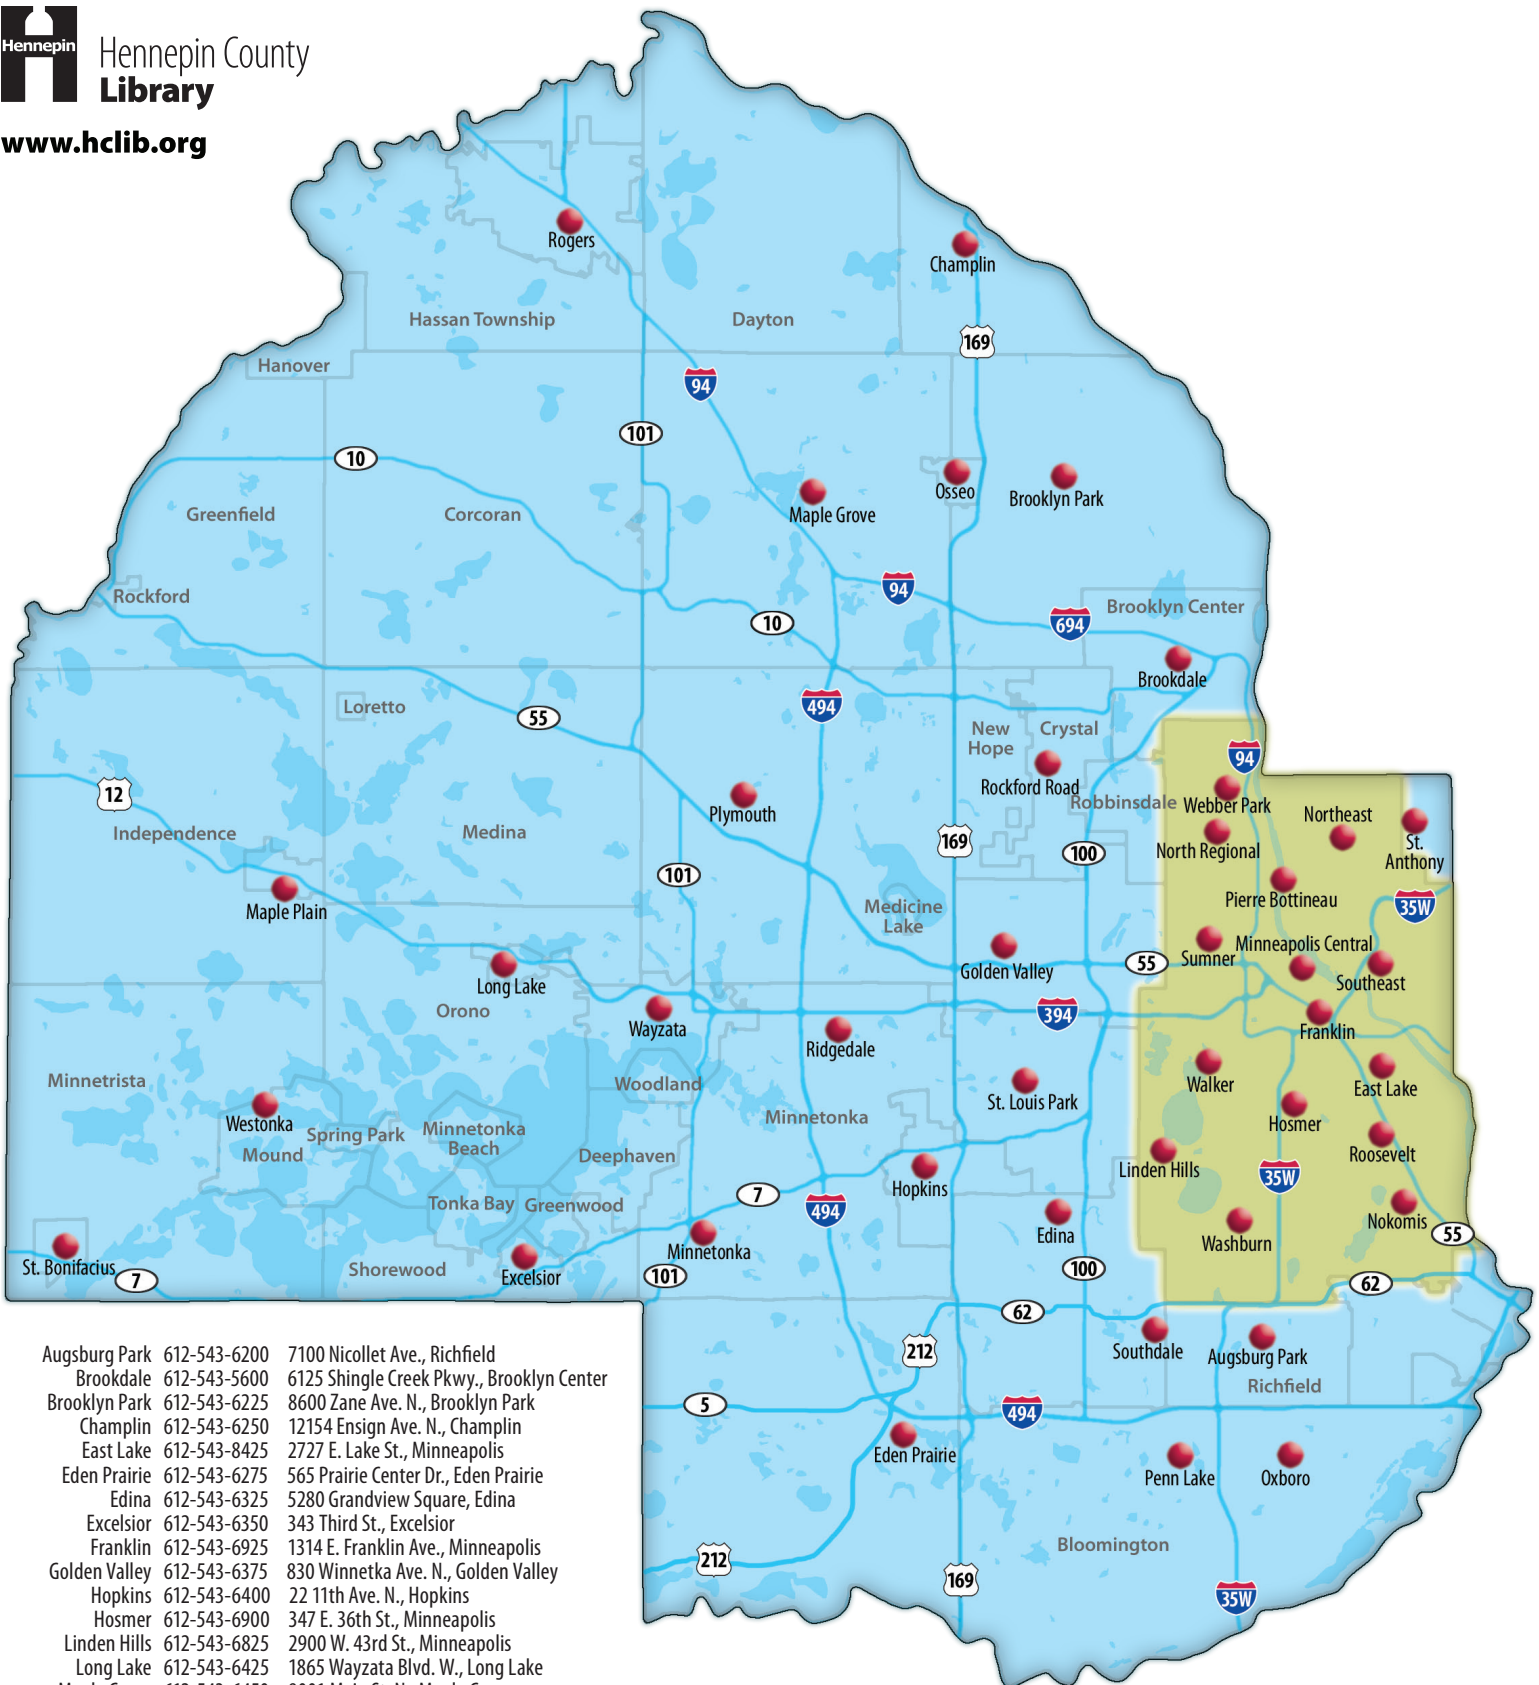 Hennepin
Hennepin County
Library
www.hclib.org
Rogers
Champlin
Hassan Township
Dayton
169
Hanover
94
101
10
Osseo
Brooklyn Park
Maple Grove
Greenfield
Corcoran
94
Rockford
Brooklyn Center
10
694
Brookdale
Loretto
494
55
New
Hope
Crystal
94
Rockford Road
12
Robbinsdale
Webber Park
Plymouth
Northeast
Independence
Medina
169
100
North Regional
St.
Anthony
101
Pierre Bottineau
35W
Maple Plain
Medicine
Lake
Minneapolis Central
Golden Valley
55
Sumner
Southeast
Long Lake
Orono
394
Wayzata
Franklin
Ridgedale
Minnetrista
Woodland
Walker
East Lake
St. Louis Park
Westonka
Minnetonka
Hosmer
Spring Park
Minnetonka
Beach
Mound
Deephaven
Roosevelt
Linden Hills
35W
Hopkins
7
Tonka Bay
Greenwood
494
Nokomis
Edina
Washburn
55
Minnetonka
St. Bonifacius
7
Shorewood
Excelsior
101
100
62
62
212
Southdale
Augsburg Park
Richfield
5
494
Eden Prairie
Penn Lake
Oxboro
Bloomington
212
169
35W
Augsburg Park 612-543-6200 7100 Nicollet Ave., Richfield
Brookdale 612-543-5600 6125 Shingle Creek Pkwy., Brooklyn Center
Brooklyn Park 612-543-6225 8600 Zane Ave. N., Brooklyn Park
Champlin 612-543-6250 12154 Ensign Ave. N., Champlin
East Lake 612-543-8425 2727 E. Lake St., Minneapolis
Eden Prairie 612-543-6275 565 Prairie Center Dr., Eden Prairie
Edina 612-543-6325 5280 Grandview Square, Edina
Excelsior 612-543-6350 343 Third St., Excelsior
Franklin 612-543-6925 1314 E. Franklin Ave., Minneapolis
Golden Valley 612-543-6375 830 Winnetka Ave. N., Golden Valley
Hopkins 612-543-6400 22 11th Ave. N., Hopkins
Hosmer 612-543-6900 347 E. 36th St., Minneapolis
Linden Hills 612-543-6825 2900 W. 43rd St., Minneapolis
Long Lake 612-543-6425 1865 Wayzata Blvd. W., Long Lake